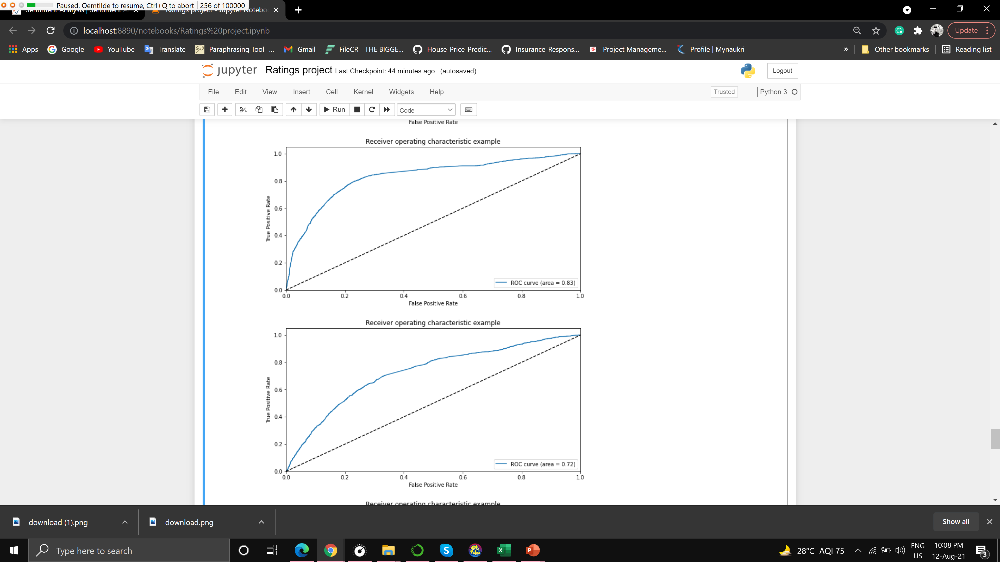 Paused. Oemtilde to resume, Ctrl+Q to abort 256 of 100000
Sentiment Analysis | Sentiment A
Ratings project - Jupyter Notebo
localhost:8890/notebooks/Ratings%20project.ipynb
Update
Apps Google YouTube Translate Paraphrasing Tool -... Gmail FileCR - THE BIGGE... House-Price-Predic... Insurance-Respons... Project Manageme... Profile | Mynaukri » Other bookmarks Reading list
jupyter Ratings project Last Checkpoint: 44 minutes ago (autosaved) Logout
File Edit View Insert Cell Kernel Widgets Help Trusted Python 3
Run Code
False Positive Rate
Receiver operating characteristic example
1.0
0.8
0.6
0.4
0.2
0.0
True Positive Rate
ROC curve (area = 0.83)
0.0 0.2 0.4 0.6 0.8 1.0
False Positive Rate
Receiver operating characteristic example
1.0
0.8
0.6
0.4
0.2
0.0
True Positive Rate
ROC curve (area = 0.72)
0.0 0.2 0.4 0.6 0.8 1.0
False Positive Rate
Receiver operating characteristic example
download (1).png download.png Show all
Type here to search
28°C AQI 75
ENG
US
10:08 PM
12-Aug-21
3